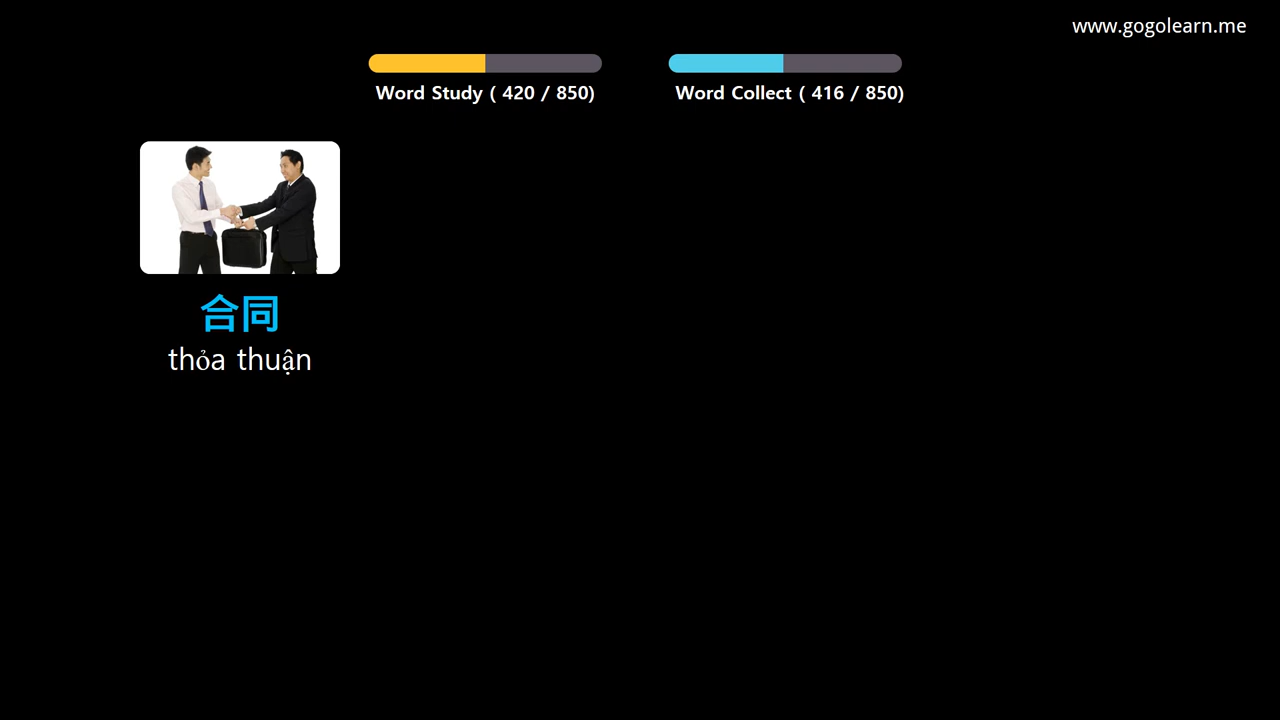 www.gogolearn.me
Word Study ( 420 / 850)
Word Collect ( 416 / 850)
合同
thỏa thuận